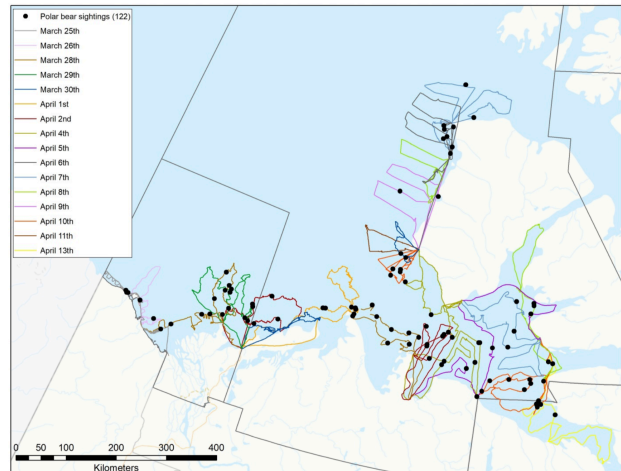 Polar bear sightings (122)
March 25th
March 26th
March 28th
March 29th
March 30th
April 1st
April 2nd
April 4th
April 5th
April 6th
April 7th
April 8th
April 9th
April 10th
April 11th
April 13th
0 50 100 200 300 400
Kilometers